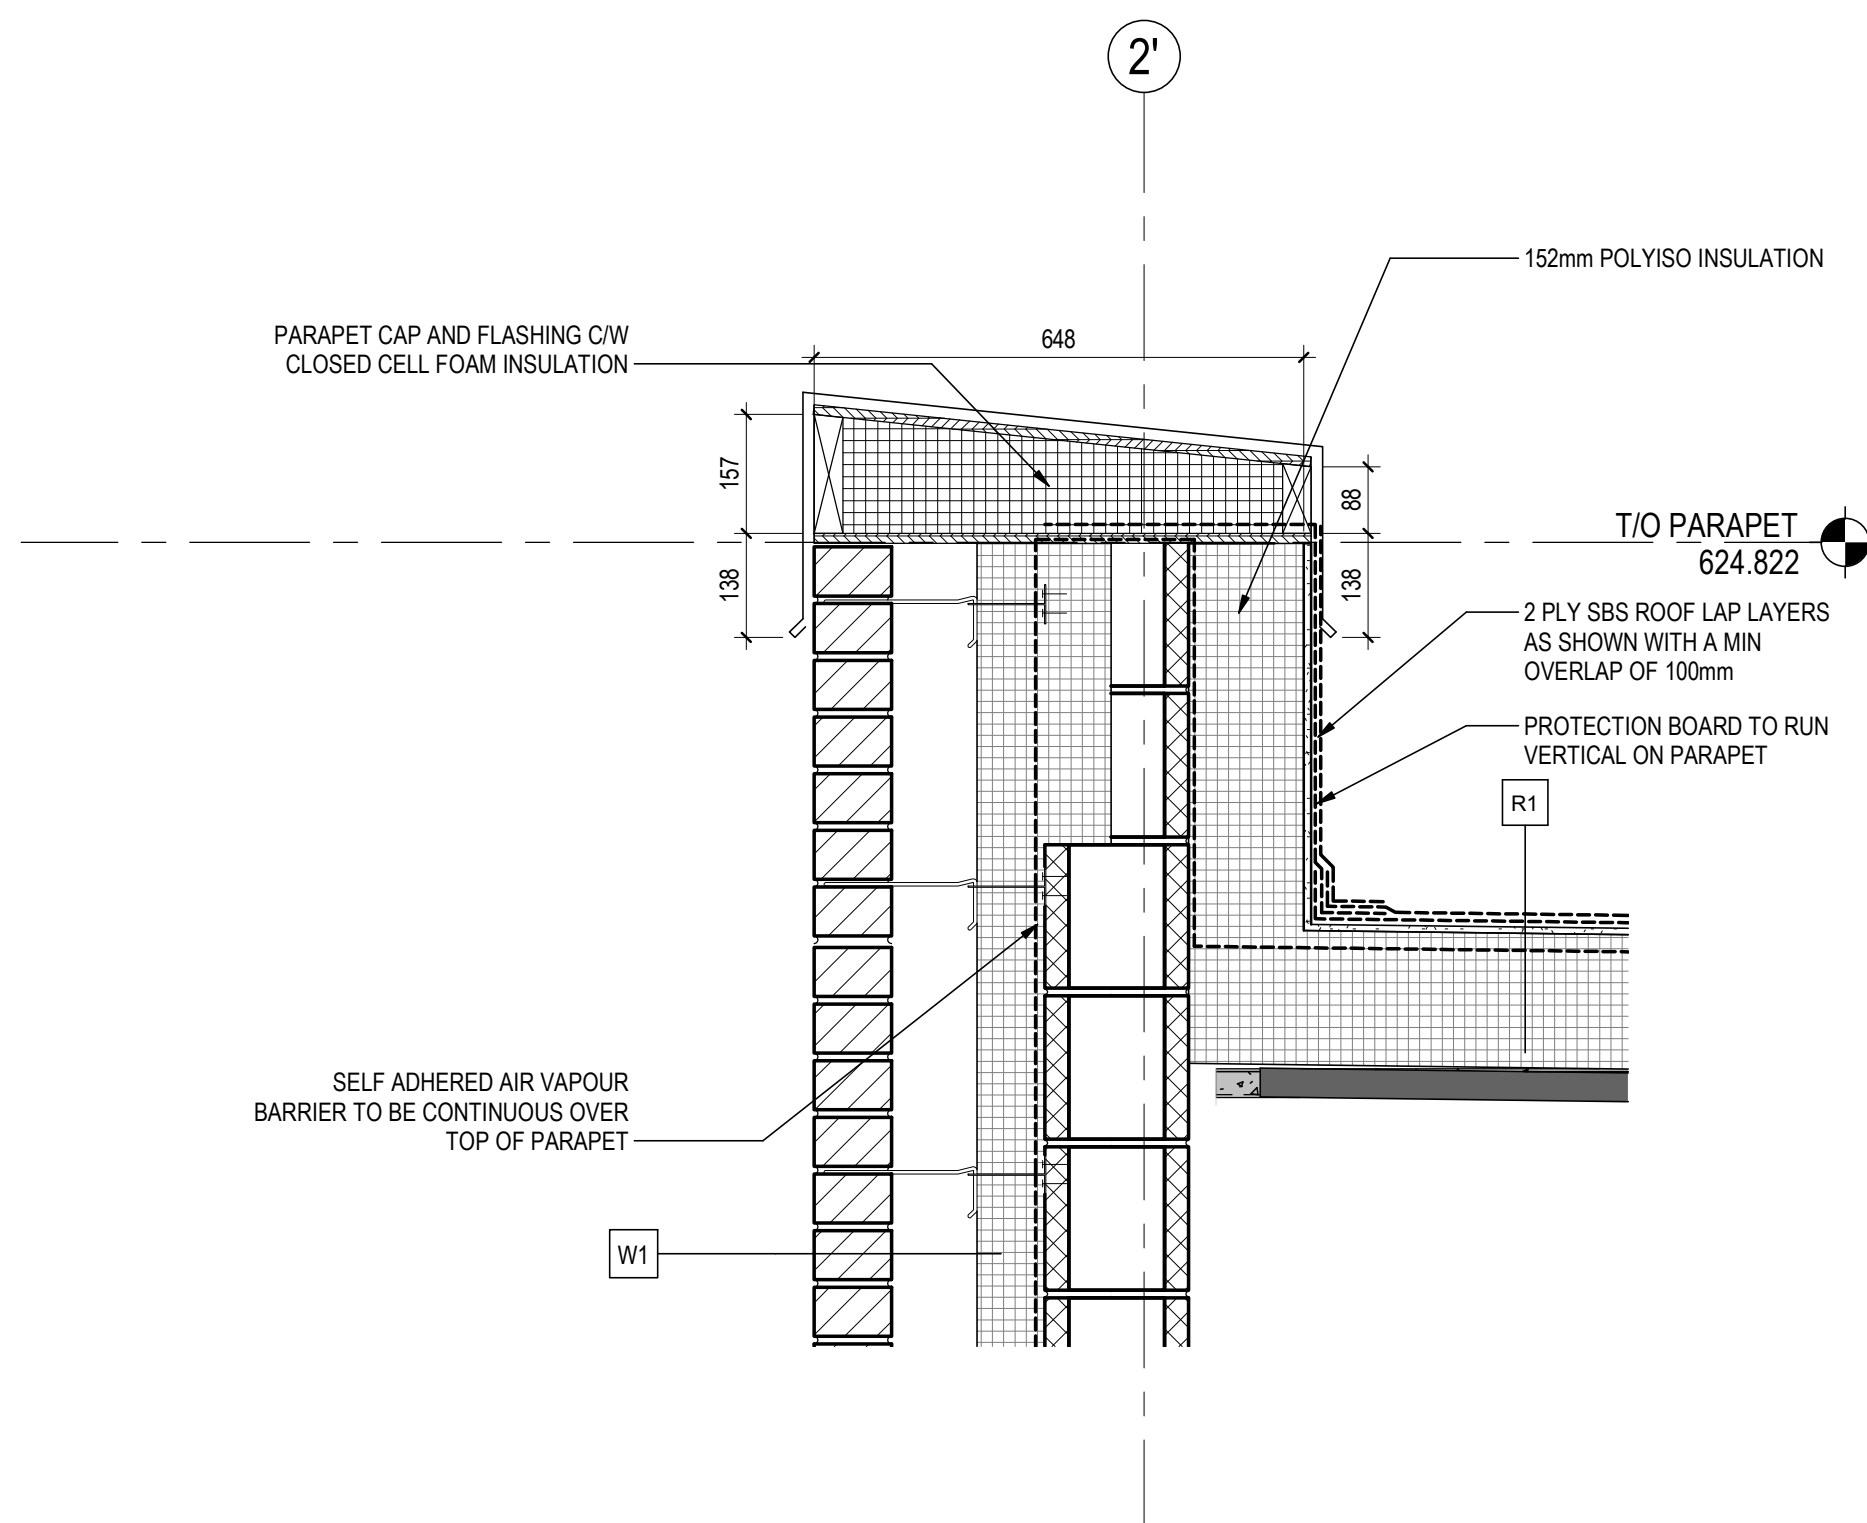 2'
152mm POLYISO INSULATION
PARAPET CAP AND FLASHING C/W
CLOSED CELL FOAM INSULATION
648
157
88
138
138
T/O PARAPET
624.822
2 PLY SBS ROOF LAP LAYERS
AS SHOWN WITH A MIN
OVERLAP OF 100mm
PROTECTION BOARD TO RUN
VERTICAL ON PARAPET
R1
SELF ADHERED AIR VAPOUR
BARRIER TO BE CONTINUOUS OVER
TOP OF PARAPET
W1